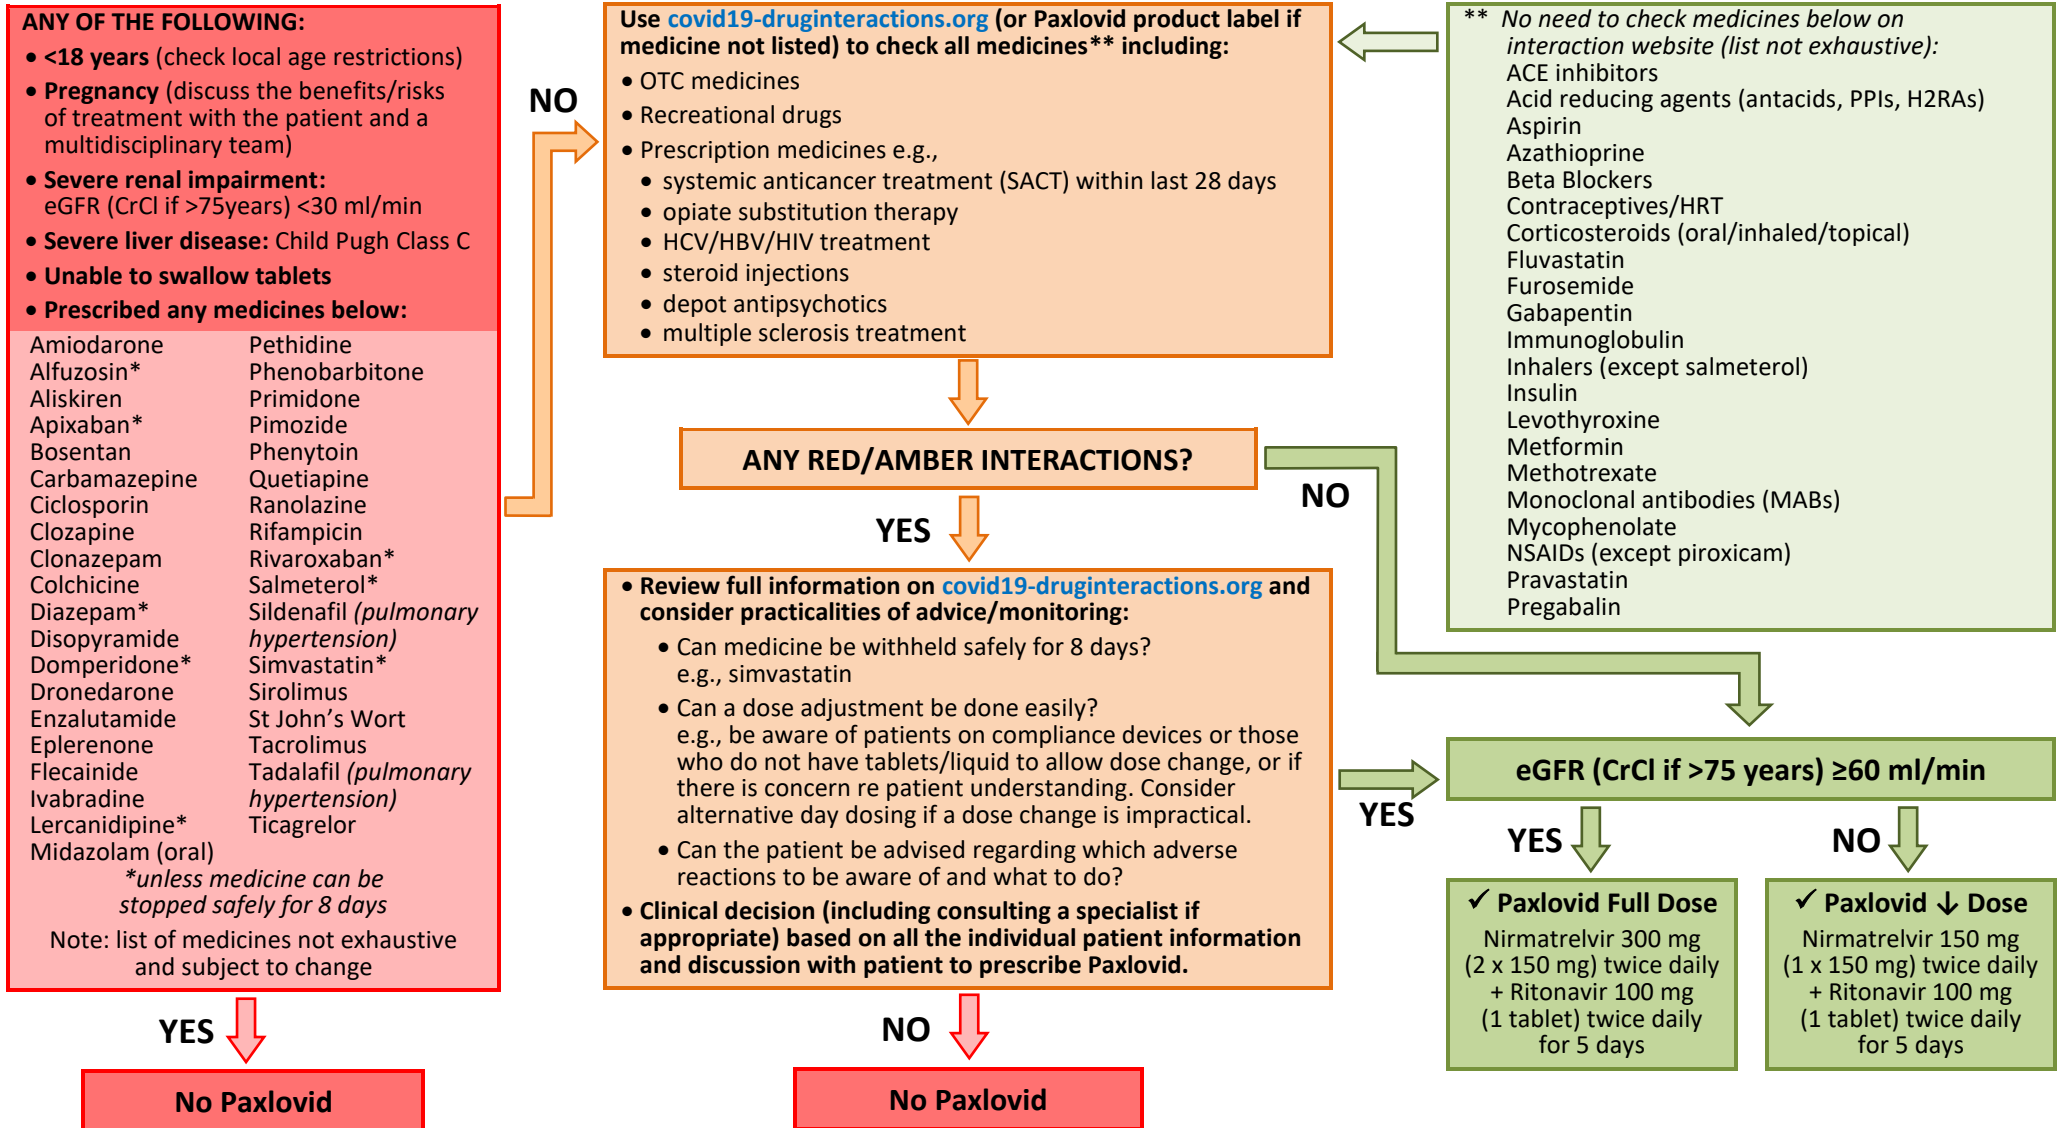 ANY OF THE FOLLOWING:
• <18 years (check local age restrictions)
• Pregnancy (discuss the benefits/risks
of treatment with the patient and a
multidisciplinary team)
• Severe renal impairment:
eGFR (CrCl if >75years) <30 ml/min
• Severe liver disease: Child Pugh Class C
• Unable to swallow tablets
• Prescribed any medicines below:
Amiodarone
Alfuzosin*
Aliskiren
Apixaban*
Bosentan
Carbamazepine
Ciclosporin
Clozapine
Clonazepam
Colchicine
Diazepam*
Disopyramide
Domperidone*
Dronedarone
Enzalutamide
Eplerenone
Flecainide
Ivabradine
Lercanidipine*
Midazolam (oral)
Pethidine
Phenobarbitone
Primidone
Pimozide
Phenytoin
Quetiapine
Ranolazine
Rifampicin
Rivaroxaban*
Salmeterol*
Sildenafil (pulmonary
hypertension)
Simvastatin*
Sirolimus
St John’s Wort
Tacrolimus
Tadalafil (pulmonary
hypertension)
Ticagrelor
*unless medicine can be
stopped safely for 8 days
Note: list of medicines not exhaustive
and subject to change
YES
No Paxlovid
NO
Use covid19-druginteractions.org (or Paxlovid product label if
medicine not listed) to check all medicines** including:
• OTC medicines
• Recreational drugs
• Prescription medicines e.g.,
• systemic anticancer treatment (SACT) within last 28 days
• opiate substitution therapy
• HCV/HBV/HIV treatment
• steroid injections
• depot antipsychotics
• multiple sclerosis treatment
ANY RED/AMBER INTERACTIONS?
YES
NO
• Review full information on covid19-druginteractions.org and
consider practicalities of advice/monitoring:
• Can medicine be withheld safely for 8 days?
e.g., simvastatin
• Can a dose adjustment be done easily?
e.g., be aware of patients on compliance devices or those
who do not have tablets/liquid to allow dose change, or if
there is concern re patient understanding. Consider
alternative day dosing if a dose change is impractical.
• Can the patient be advised regarding which adverse
reactions to be aware of and what to do?
• Clinical decision (including consulting a specialist if
appropriate) based on all the individual patient information
and discussion with patient to prescribe Paxlovid.
NO
No Paxlovid
YES
** No need to check medicines below on
interaction website (list not exhaustive):
ACE inhibitors
Acid reducing agents (antacids, PPIs, H2RAs)
Aspirin
Azathioprine
Beta Blockers
Contraceptives/HRT
Corticosteroids (oral/inhaled/topical)
Fluvastatin
Furosemide
Gabapentin
Immunoglobulin
Inhalers (except salmeterol)
Insulin
Levothyroxine
Metformin
Methotrexate
Monoclonal antibodies (MABs)
Mycophenolate
NSAIDs (except piroxicam)
Pravastatin
Pregabalin
eGFR (CrCl if >75 years) ≥60 ml/min
YES
NO
✓ Paxlovid Full Dose
Nirmatrelvir 300 mg
(2 x 150 mg) twice daily
+ Ritonavir 100 mg
(1 tablet) twice daily
for 5 days
✓ Paxlovid ↓ Dose
Nirmatrelvir 150 mg
(1 x 150 mg) twice daily
+ Ritonavir 100 mg
(1 tablet) twice daily
for 5 days